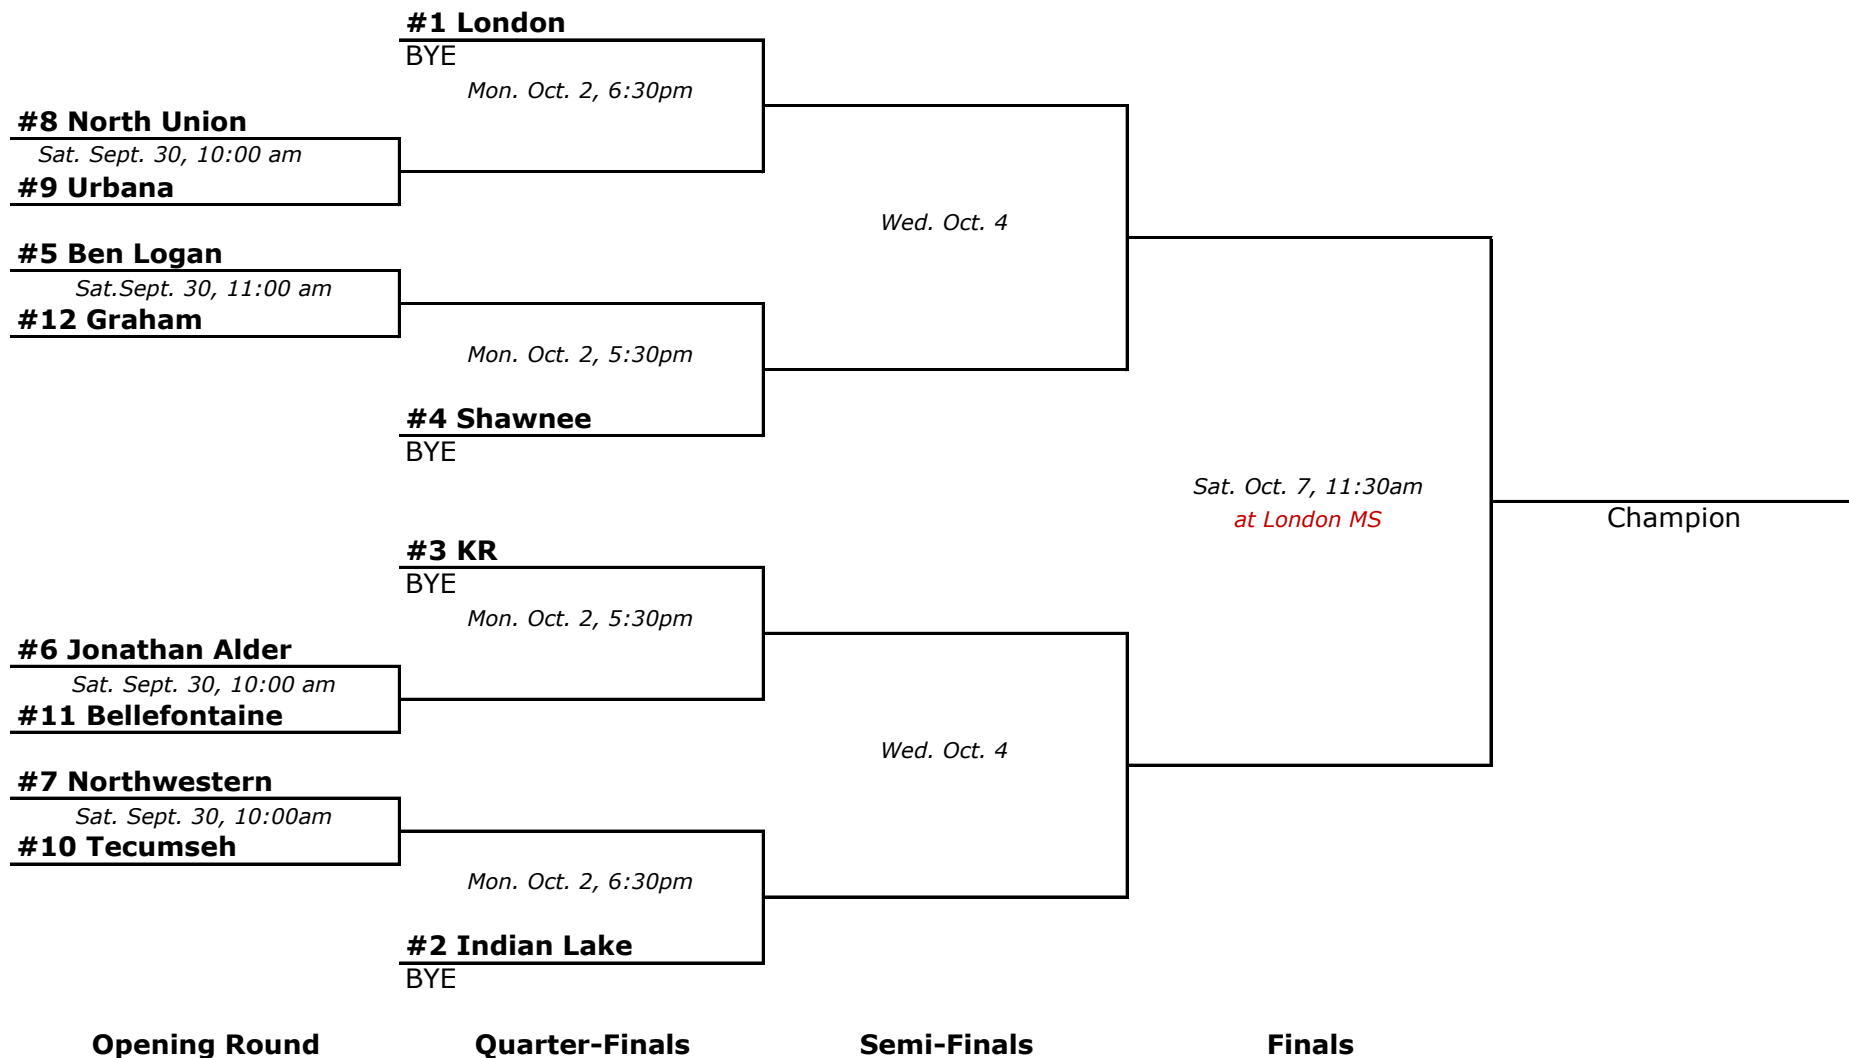 #1 London
BYE
Mon. Oct. 2, 6:30pm
#8 North Union
Sat. Sept. 30, 10:00 am
#9 Urbana
Wed. Oct. 4
#5 Ben Logan
Sat.Sept. 30, 11:00 am
#12 Graham
Mon. Oct. 2, 5:30pm
#4 Shawnee
BYE
Sat. Oct. 7, 11:30am
at London MS
Champion
#3 KR
BYE
Mon. Oct. 2, 5:30pm
#6 Jonathan Alder
Sat. Sept. 30, 10:00 am
#11 Bellefontaine
Wed. Oct. 4
#7 Northwestern
Sat. Sept. 30, 10:00am
#10 Tecumseh
Mon. Oct. 2, 6:30pm
#2 Indian Lake
BYE
Opening Round
Quarter-Finals
Semi-Finals
Finals